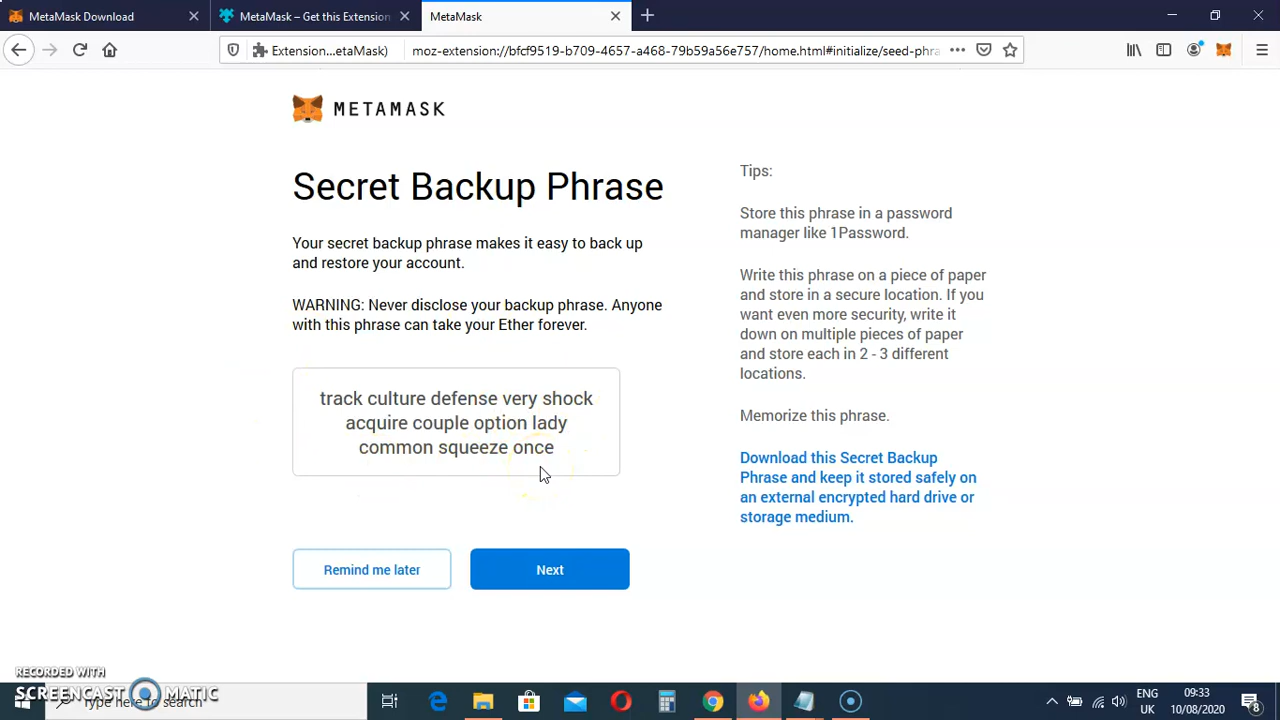 MetaMask Download
MetaMask – Get this Extension
MetaMask
Extension...etaMask)
moz-extension://bfcf9519-b709-4657-a468-79b59a56e757/home.html#initialize/seed-phra
METAMASK
Secret Backup Phrase
Your secret backup phrase makes it easy to back up
and restore your account.
WARNING: Never disclose your backup phrase. Anyone
with this phrase can take your Ether forever.
track culture defense very shock
acquire couple option lady
common squeeze once
Remind me later
Next
Tips:
Store this phrase in a password
manager like 1Password.
Write this phrase on a piece of paper
and store in a secure location. If you
want even more security, write it
down on multiple pieces of paper
and store each in 2 - 3 different
locations.
Memorize this phrase.
Download this Secret Backup
Phrase and keep it stored safely on
an external encrypted hard drive or
storage medium.
RECORDED WITH
SCREENCAST MATIC
Type here to search
ENG
UK
09:33
10/08/2020
8